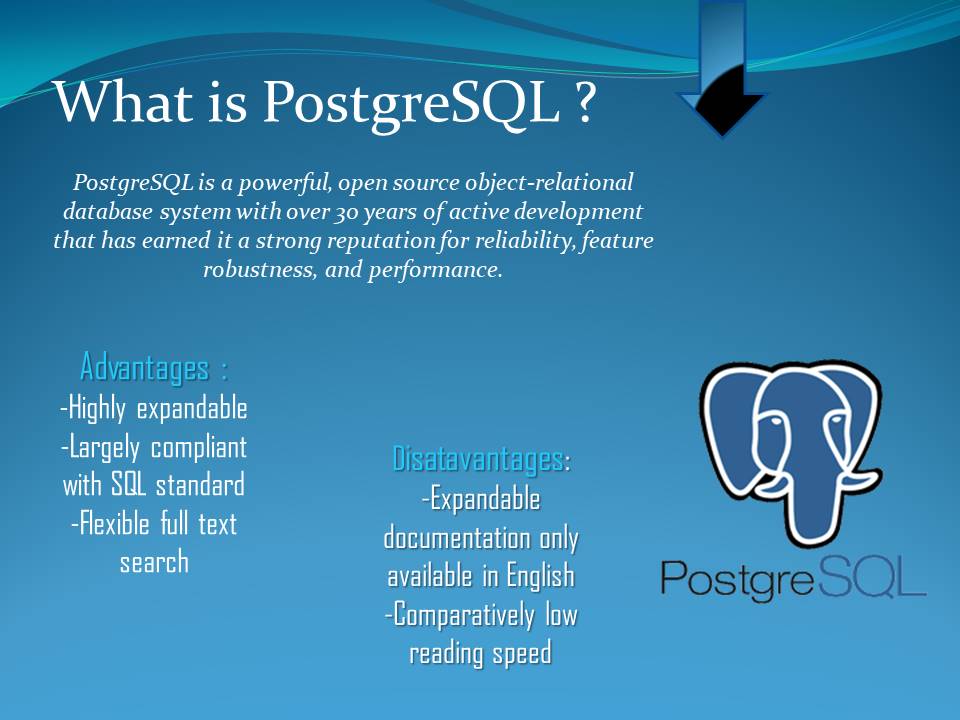 What is PostgreSQL ?
PostgreSQL is a powerful, open source object-relational
database system with over 30 years of active development
that has earned it a strong reputation for reliability, feature
robustness, and performance.
Advantages :
-Highly expandable
-Largely compliant
with SQL standard
-Flexible full text
search
Disatavantages:
-Expandable
documentation only
available in English
-Comparatively low
reading speed
PostgreSQL